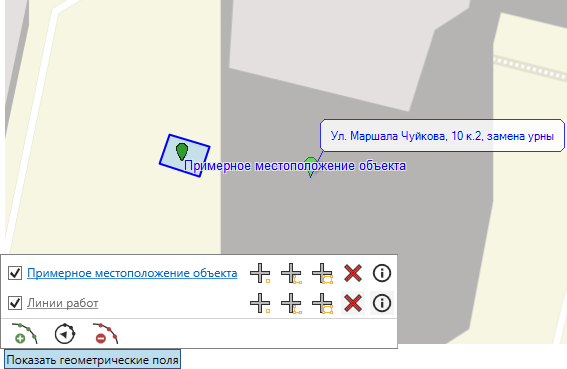 Ул. Маршала Чуйкова, 10 к.2, замена урны
Примерное местоположение объекта
Примерное местоположение объекта
Линии работ
Показать геометрические поля